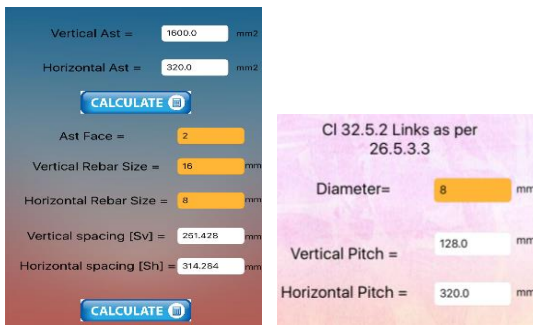 Vertical Ast = 1600.0 mm2
Horizontal Ast = 320.0 mm2
CALCULATE
Ast Face = 2
Vertical Rebar Size = 16 mm
Horizontal Rebar Size = 8 mm
Vertical spacing [Sv] = 251.428 mm
Horizontal spacing [Sh] = 314.284 mm
CALCULATE
Cl 32.5.2 Links as per
26.5.3.3
Diameter= 8 mm
Vertical Pitch = 128.0 mm
Horizontal Pitch = 320.0 mm